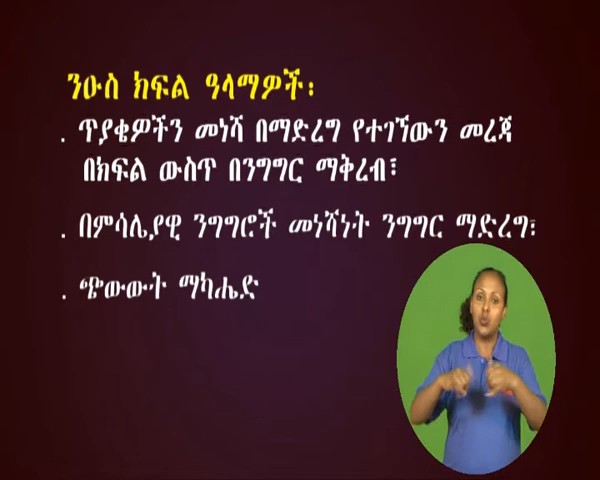 ንዑስ ክፍል ዓላማዎች፡
. ጥያቄዎችን መነሻ በማድረግ የተገኘውን መረጃ
በክፍል ውስጥ በንግግር ማቅረብ፣
. በምሳሌያዊ ንግግሮች መነሻነት ንግግር ማድረግ፣
. ጭውውት ማካሔድ